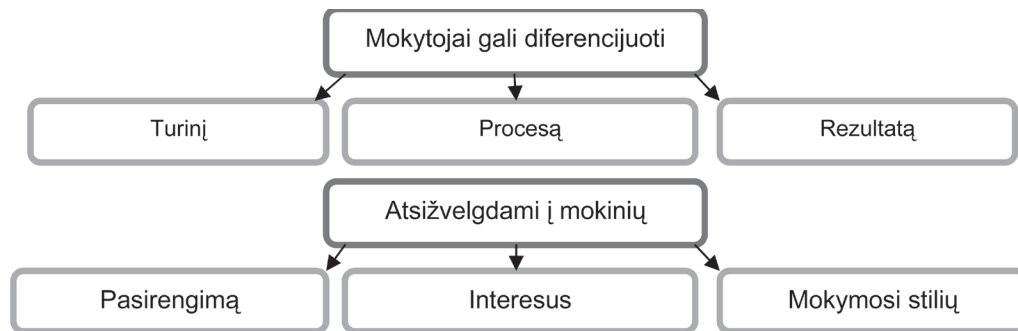 Mokytojai gali diferencijuoti
Turinį
Procesą
Rezultatą
Atsižvelgdami į mokinių
Pasirengimą
Interesus
Mokymosi stilių